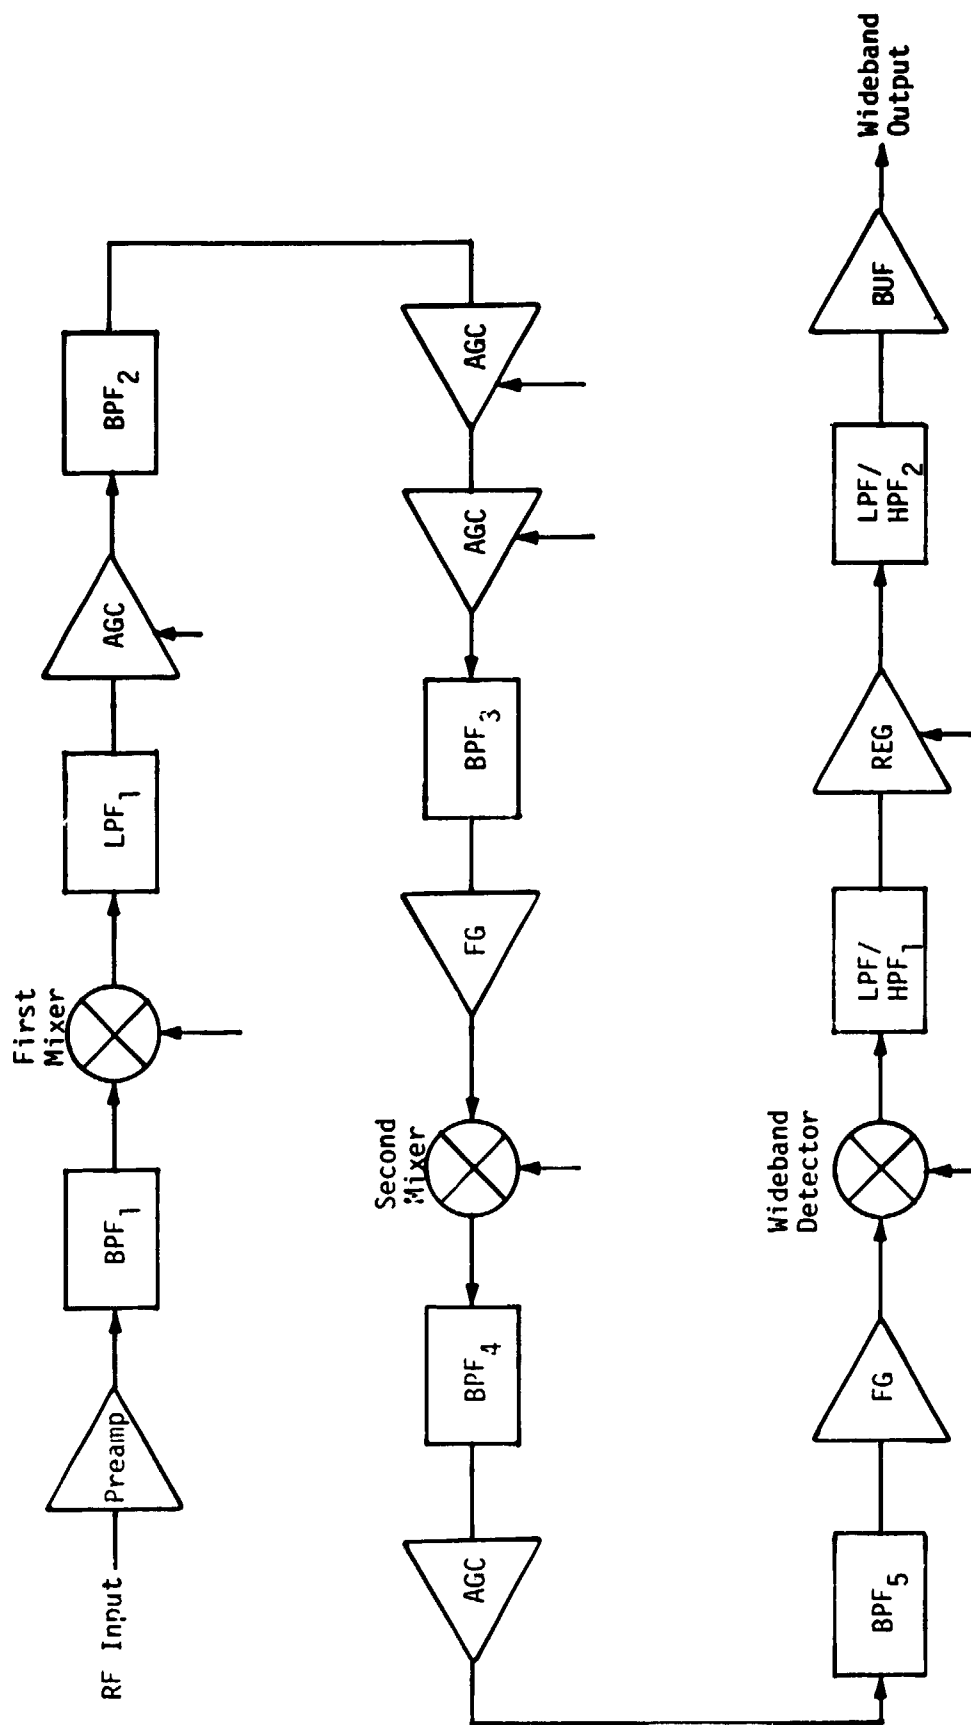 RF Input
Preamp
BPF1
First
Mixer
LPF1
AGC
BPF2
AGC
AGC
BPF3
FG
Second
Mixer
BPF4
AGC
BPF5
FG
Wideband
Detector
LPF/
HPF1
REG
LPF/
HPF2
BUF
Wideband
Output